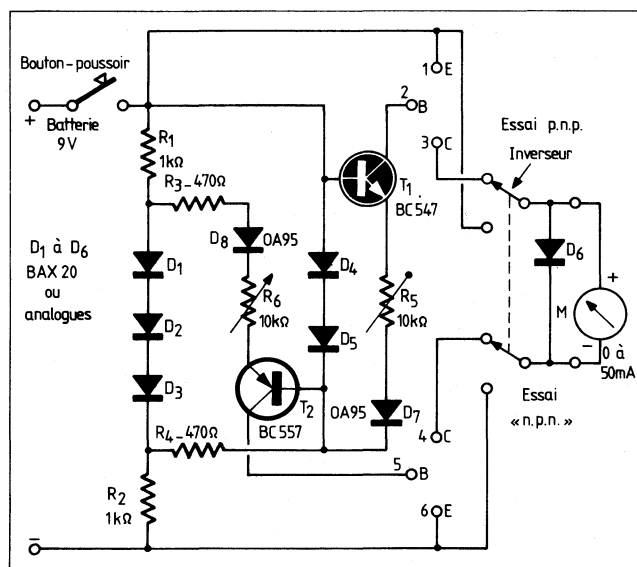 Bouton-poussoir
+
Batterie
9V
R1
1kΩ
R3-470Ω
D1 à D6
BAX 20
ou
analogues
D1
D2
D3
D8
OA95
R6
10kΩ
D4
D5
T1
BC547
R5
10kΩ
T2
BC557
OA95
D7
R4-470Ω
R2
1kΩ
-
1
E
2
B
3
C
4
C
5
B
6
E
Essai p.n.p.
Inverseur
D6
+
M
-
0 à
50mA
Essai
«n.p.n.»